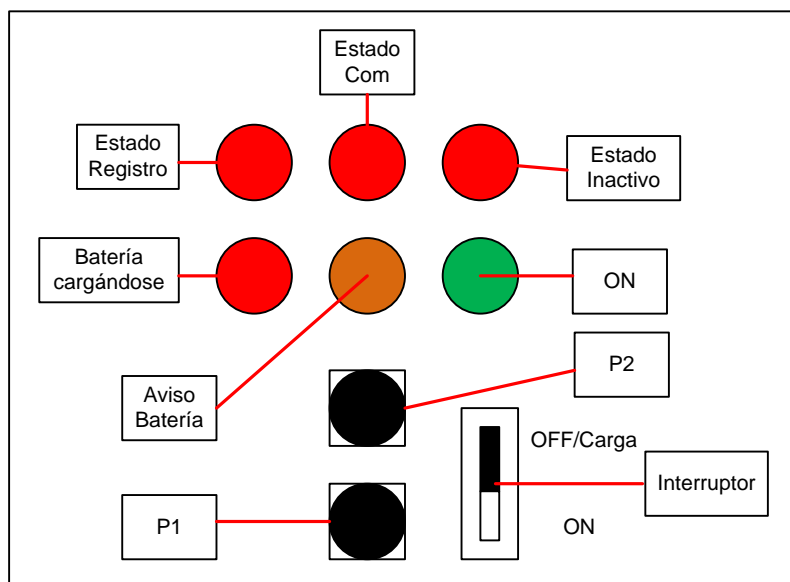 Estado
Com
Estado
Registro
Estado
Inactivo
Batería
cargándose
ON
P2
Aviso
Batería
OFF/Carga
Interruptor
P1
ON